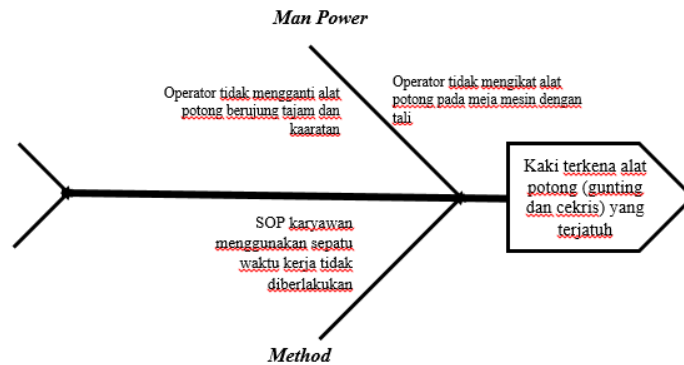 Man Power
Operator tidak mengganti alat
potong berujung tajam dan
kaaratan
Operator tidak mengikat alat
potong pada meja mesin dengan
tali
Kaki terkena alat
potong (gunting
dan cekris) yang
terjatuh
SOP karyawan
menggunakan sepatu
waktu kerja tidak
diberlakukan
Method